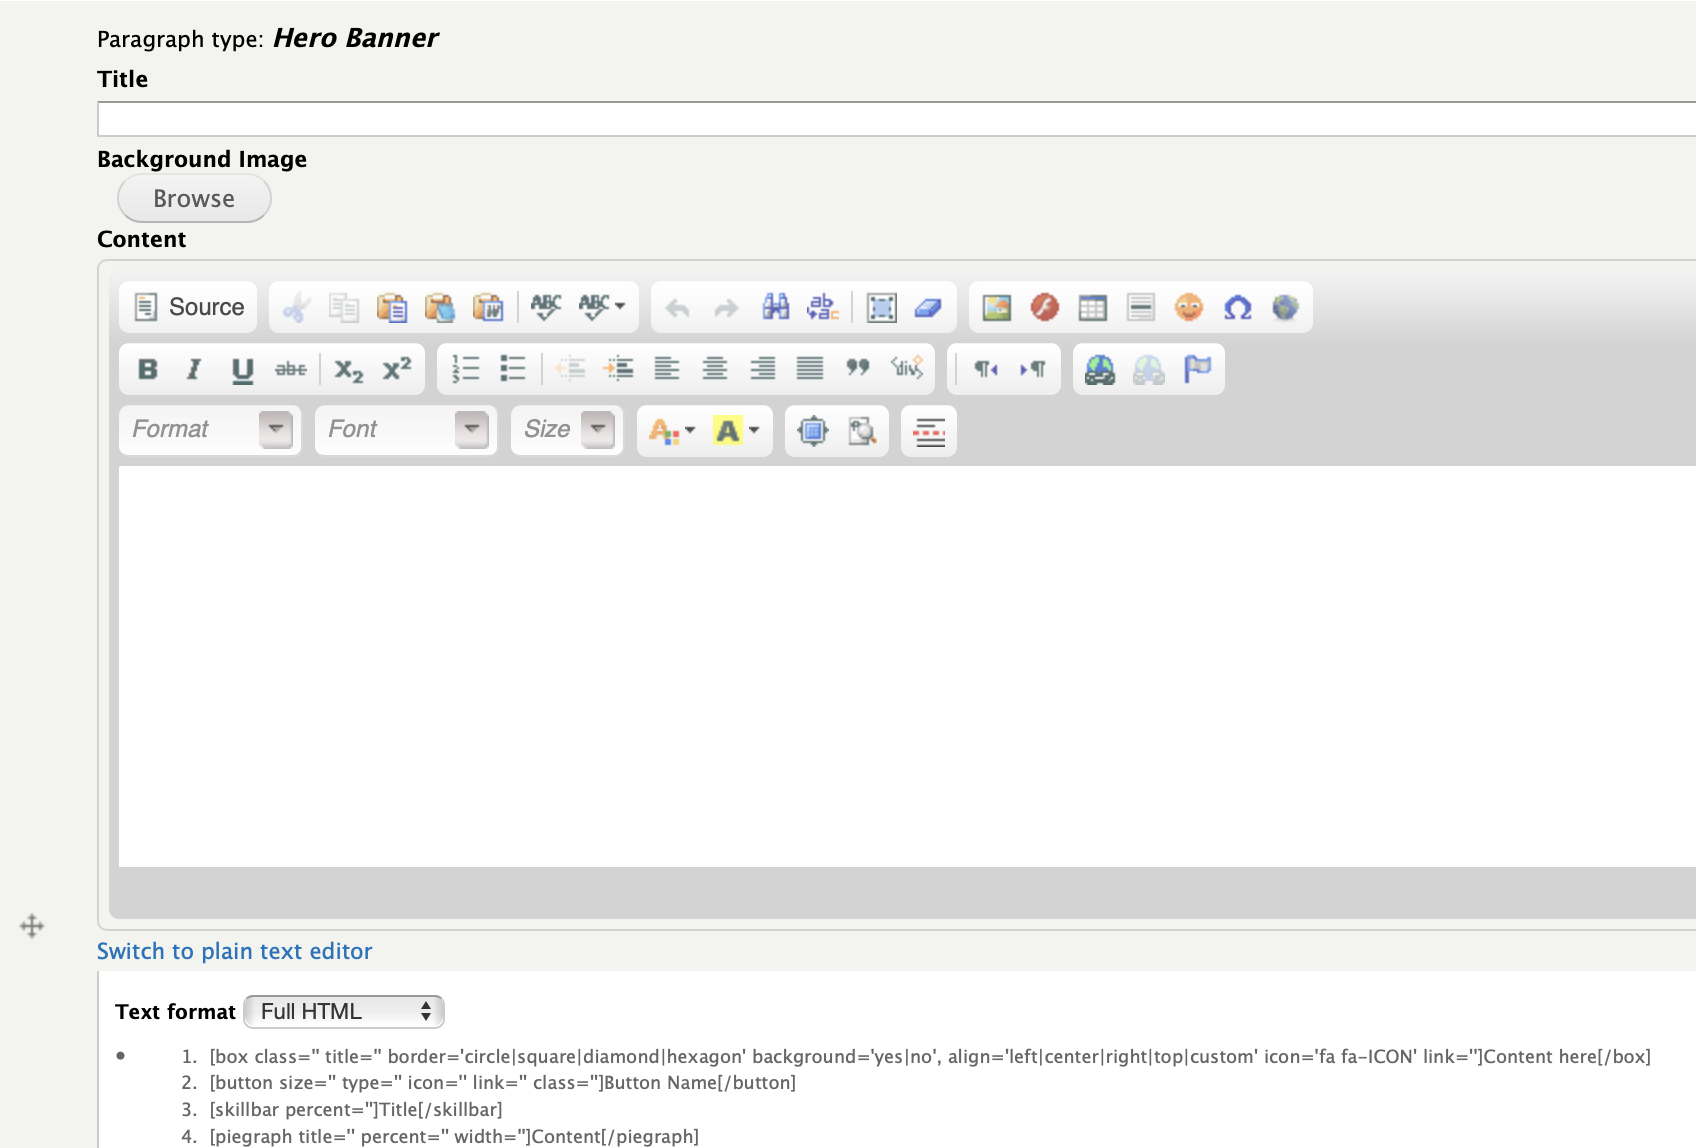 Paragraph type: Hero Banner
Title
Background Image
Browse
Content
Source
Format Font Size
Switch to plain text editor
Text format Full HTML
1. [box class='' title='' border='circle|square|diamond|hexagon' background='yes|no', align='left|center|right|top|custom' icon='fa fa-ICON' link='']Content here[/box]
2. [button size='' type='' icon='' link='' class='']Button Name[/button]
3. [skillbar percent='']Title[/skillbar]
4. [piegraph title='' percent='' width='']Content[/piegraph]